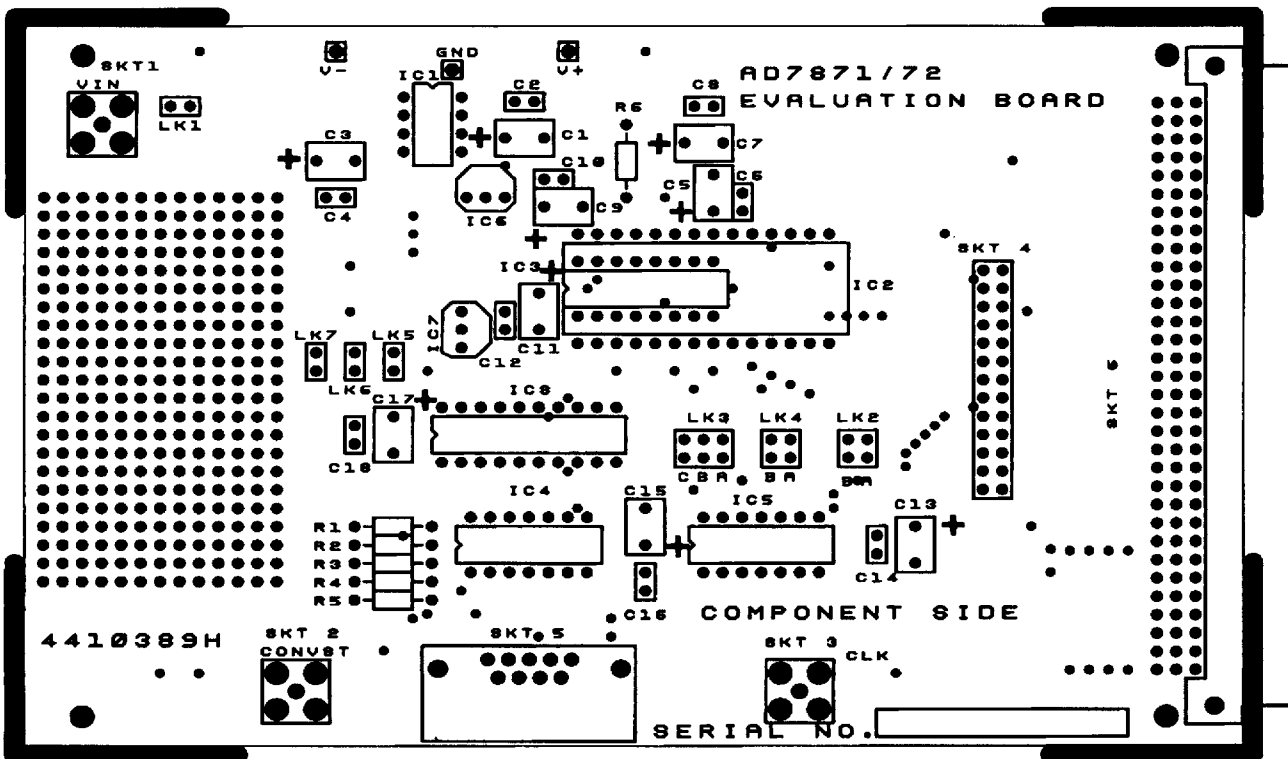 SKT1
VIN
LK1
V-
GND
V+
IC1
C2
C1
C3
C4
IC6
C10
C9
R6
C8
C7
C5
C6
AD7871/72
EVALUATION BOARD
IC3
IC2
SKT 4
IC7
C12
C11
LK7
LK5
LK6
C17
IC8
C18
LK3
LK4
LK2
C B A
B A
SKT 6
IC4
C15
IC5
C13
R1
R2
R3
R4
R5
C14
C16
COMPONENT SIDE
4410389H
SKT 2
CONVST
SKT 5
SKT 3
CLK
SERIAL NO.